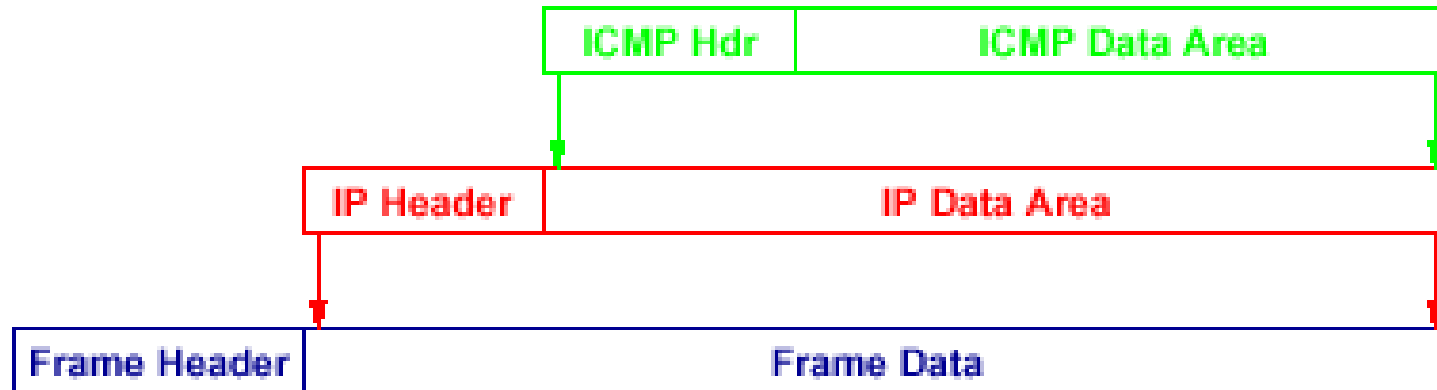 ICMP Hdr ICMP Data Area
IP Header IP Data Area
Frame Header Frame Data